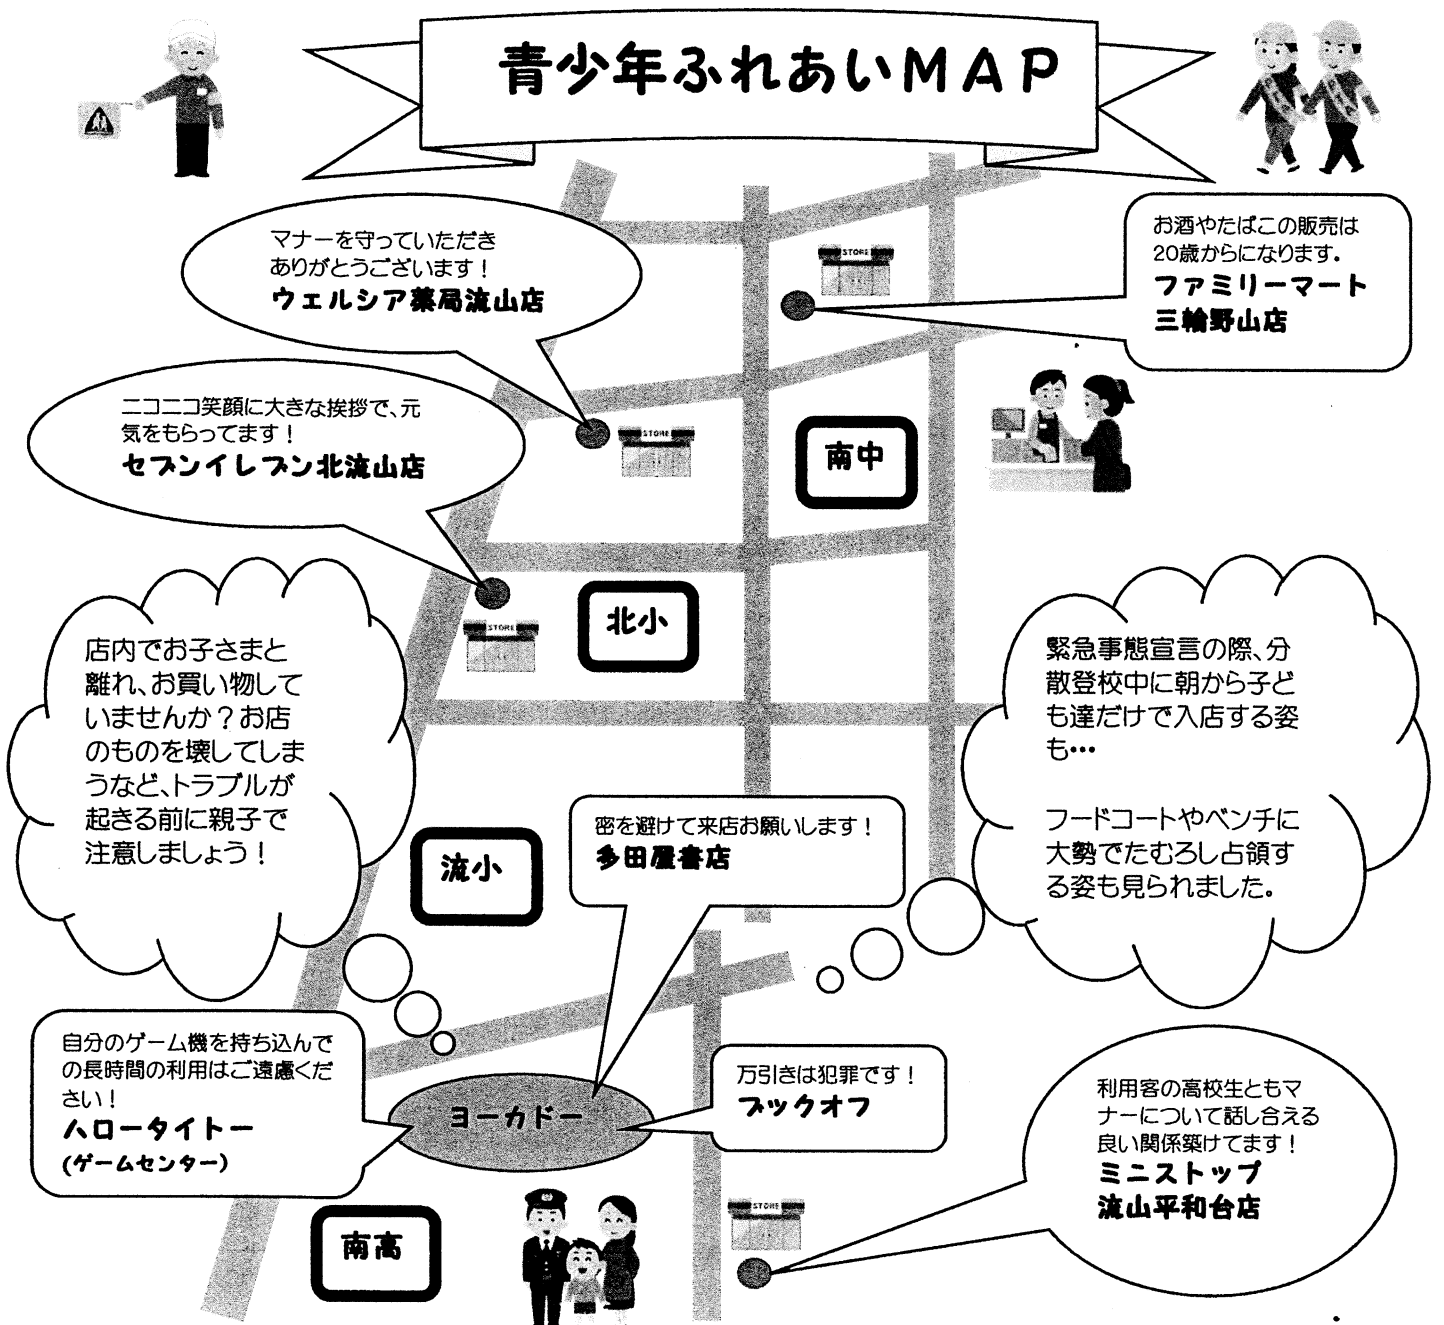 青少年ふれあいMAP
マナーを守っていただき
ありがとうございます！
ウェルシア薬局流山店
お酒やたばこの販売は
20歳からになります。
ファミリーマート
三輪野山店
STORE
ニコニコ笑顔に大きな挨拶で、元
気をもらってます！
セブンイレブン北流山店
STORE
南中
STORE
北小
店内でお子さまと
離れ、お買い物して
いませんか？お店
のものを壊してしま
うなど、トラブルが
起きる前に親子で
注意しましょう！
緊急事態宣言の際、分
散登校中に朝から子ど
も達だけで入店する姿
も…
フードコートやベンチに
大勢でたむろし占領す
る姿も見られました。
流小
密を避けて来店お願いします！
多田屋書店
自分のゲーム機を持ち込んで
の長時間の利用はご遠慮くだ
さい！
ハロータイトー
(ゲームセンター)
ヨーカドー
万引きは犯罪です！
ブックオフ
利用客の高校生ともマ
ナーについて話し合える
良い関係築けてます！
ミニストップ
流山平和台店
南高
STORE